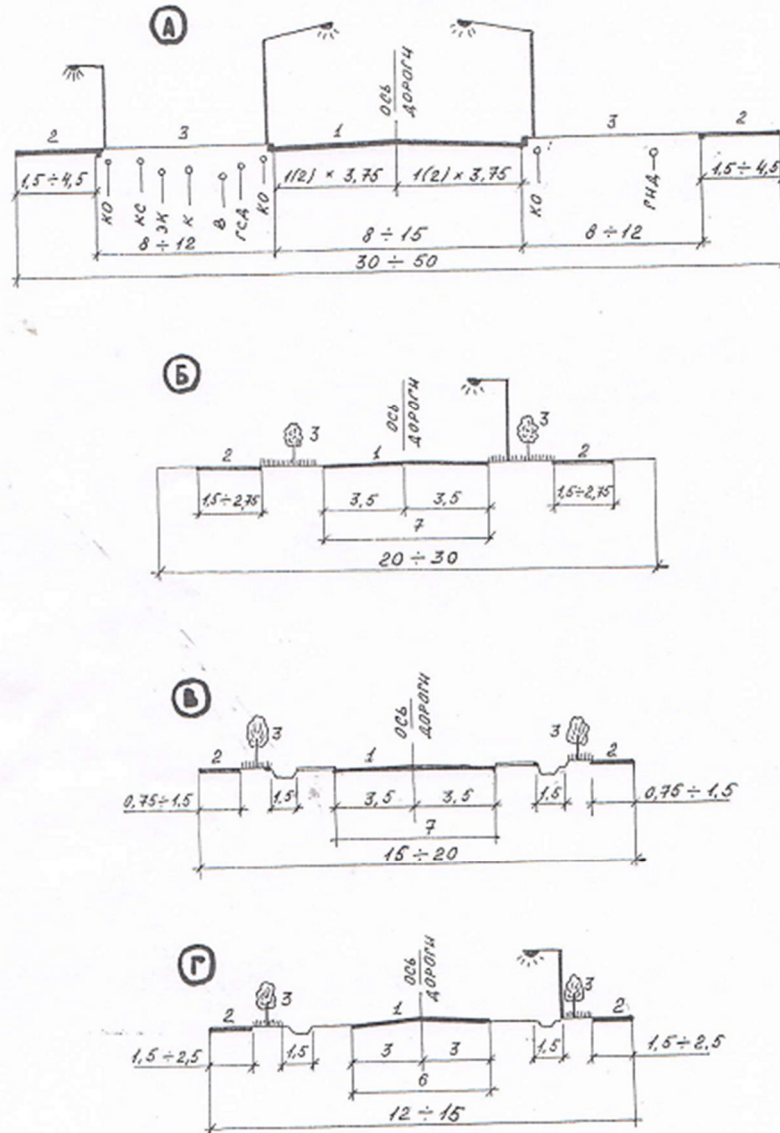 А
ОСЬ
ДОРОГИ
2
3
1
3
2
1,5÷4,5
КО
КС
ЭК
К
В
ГСД
КО
1(2) × 3,75
1(2) × 3,75
КО
ГНД
1,5÷4,5
8÷12
8÷15
8÷12
30÷50
Б
ОСЬ
ДОРОГИ
2
3
1
3
2
1,5÷2,75
3,5
3,5
1,5÷2,75
7
20÷30
В
ОСЬ
ДОРОГИ
2
3
1
3
2
0,75÷1,5
1,5
3,5
3,5
1,5
0,75÷1,5
7
15÷20
Г
ОСЬ
ДОРОГИ
2
3
1
3
2
1,5÷2,5
1,5
3
3
1,5
1,5÷2,5
6
12÷15